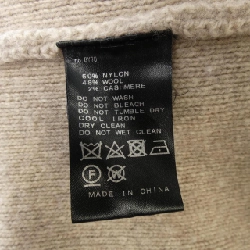 60% NYLON
48% WOOL
2% CASHMERE
DO NOT WASH
DO NOT BLEACH
DO NOT TUMBLE DRY
COOL IRON
DRY CLEAN
DO NOT WET CLEAN
F
W
MADE IN CHINA